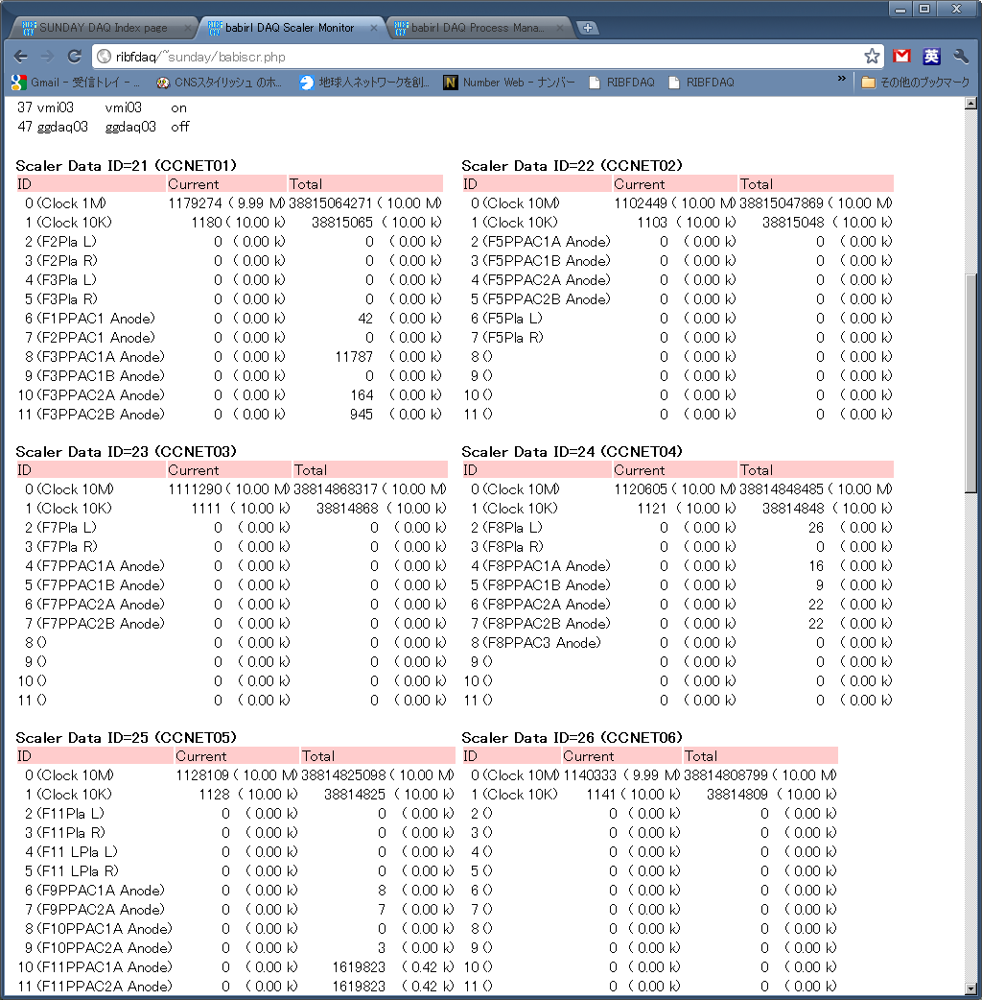 SUNDAY DAQ Index page babirl DAQ Scaler Monitor babirl DAQ Process Mana...
ribfdaq/~sunday/babiscr.php
Gmail - 受信トレイ - ... CNSスタイリッシュ のホ... 地球人ネットワークを創... Number Web - ナンバー RIBFDAQ RIBFDAQ » その他のブックマーク
英
37 vmi03 vmi03 on
47 ggdaq03 ggdaq03 off
Scaler Data ID=21 (CCNET01)
ID Current Total
0 (Clock 1M) 1179274 ( 9.99 M) 38815064271 ( 10.00 M)
1 (Clock 10K) 1180 ( 10.00 k) 38815065 ( 10.00 k)
2 (F2Pla L) 0 ( 0.00 k) 0 ( 0.00 k)
3 (F2Pla R) 0 ( 0.00 k) 0 ( 0.00 k)
4 (F3Pla L) 0 ( 0.00 k) 0 ( 0.00 k)
5 (F3Pla R) 0 ( 0.00 k) 0 ( 0.00 k)
6 (F1PPAC1 Anode) 0 ( 0.00 k) 42 ( 0.00 k)
7 (F2PPAC1 Anode) 0 ( 0.00 k) 0 ( 0.00 k)
8 (F3PPAC1A Anode) 0 ( 0.00 k) 11787 ( 0.00 k)
9 (F3PPAC1B Anode) 0 ( 0.00 k) 0 ( 0.00 k)
10 (F3PPAC2A Anode) 0 ( 0.00 k) 164 ( 0.00 k)
11 (F3PPAC2B Anode) 0 ( 0.00 k) 945 ( 0.00 k)
Scaler Data ID=22 (CCNET02)
ID Current Total
0 (Clock 10M) 1102449 ( 10.00 M) 38815047869 ( 10.00 M)
1 (Clock 10K) 1103 ( 10.00 k) 38815048 ( 10.00 k)
2 (F5PPAC1A Anode) 0 ( 0.00 k) 0 ( 0.00 k)
3 (F5PPAC1B Anode) 0 ( 0.00 k) 0 ( 0.00 k)
4 (F5PPAC2A Anode) 0 ( 0.00 k) 0 ( 0.00 k)
5 (F5PPAC2B Anode) 0 ( 0.00 k) 0 ( 0.00 k)
6 (F5Pla L) 0 ( 0.00 k) 0 ( 0.00 k)
7 (F5Pla R) 0 ( 0.00 k) 0 ( 0.00 k)
8 () 0 ( 0.00 k) 0 ( 0.00 k)
9 () 0 ( 0.00 k) 0 ( 0.00 k)
10 () 0 ( 0.00 k) 0 ( 0.00 k)
11 () 0 ( 0.00 k) 0 ( 0.00 k)
Scaler Data ID=23 (CCNET03)
ID Current Total
0 (Clock 10M) 1111290 ( 10.00 M) 38814868317 ( 10.00 M)
1 (Clock 10K) 1111 ( 10.00 k) 38814868 ( 10.00 k)
2 (F7Pla L) 0 ( 0.00 k) 0 ( 0.00 k)
3 (F7Pla R) 0 ( 0.00 k) 0 ( 0.00 k)
4 (F7PPAC1A Anode) 0 ( 0.00 k) 0 ( 0.00 k)
5 (F7PPAC1B Anode) 0 ( 0.00 k) 0 ( 0.00 k)
6 (F7PPAC2A Anode) 0 ( 0.00 k) 0 ( 0.00 k)
7 (F7PPAC2B Anode) 0 ( 0.00 k) 0 ( 0.00 k)
8 () 0 ( 0.00 k) 0 ( 0.00 k)
9 () 0 ( 0.00 k) 0 ( 0.00 k)
10 () 0 ( 0.00 k) 0 ( 0.00 k)
11 () 0 ( 0.00 k) 0 ( 0.00 k)
Scaler Data ID=24 (CCNET04)
ID Current Total
0 (Clock 10M) 1120605 ( 10.00 M) 38814848485 ( 10.00 M)
1 (Clock 10K) 1121 ( 10.00 k) 38814848 ( 10.00 k)
2 (F8Pla L) 0 ( 0.00 k) 26 ( 0.00 k)
3 (F8Pla R) 0 ( 0.00 k) 0 ( 0.00 k)
4 (F8PPAC1A Anode) 0 ( 0.00 k) 16 ( 0.00 k)
5 (F8PPAC1B Anode) 0 ( 0.00 k) 9 ( 0.00 k)
6 (F8PPAC2A Anode) 0 ( 0.00 k) 22 ( 0.00 k)
7 (F8PPAC2B Anode) 0 ( 0.00 k) 22 ( 0.00 k)
8 (F8PPAC3 Anode) 0 ( 0.00 k) 0 ( 0.00 k)
9 () 0 ( 0.00 k) 0 ( 0.00 k)
10 () 0 ( 0.00 k) 0 ( 0.00 k)
11 () 0 ( 0.00 k) 0 ( 0.00 k)
Scaler Data ID=25 (CCNET05)
ID Current Total
0 (Clock 10M) 1128109 ( 10.00 M) 38814825098 ( 10.00 M)
1 (Clock 10K) 1128 ( 10.00 k) 38814825 ( 10.00 k)
2 (F11Pla L) 0 ( 0.00 k) 0 ( 0.00 k)
3 (F11Pla R) 0 ( 0.00 k) 0 ( 0.00 k)
4 (F11 LPla L) 0 ( 0.00 k) 0 ( 0.00 k)
5 (F11 LPla R) 0 ( 0.00 k) 0 ( 0.00 k)
6 (F9PPAC1A Anode) 0 ( 0.00 k) 8 ( 0.00 k)
7 (F9PPAC2A Anode) 0 ( 0.00 k) 7 ( 0.00 k)
8 (F10PPAC1A Anode) 0 ( 0.00 k) 0 ( 0.00 k)
9 (F10PPAC2A Anode) 0 ( 0.00 k) 3 ( 0.00 k)
10 (F11PPAC1A Anode) 0 ( 0.00 k) 1619823 ( 0.42 k)
11 (F11PPAC2A Anode) 0 ( 0.00 k) 1619823 ( 0.42 k)
Scaler Data ID=26 (CCNET06)
ID Current Total
0 (Clock 10M) 1140333 ( 9.99 M) 38814808799 ( 10.00 M)
1 (Clock 10K) 1141 ( 10.00 k) 38814809 ( 10.00 k)
2 () 0 ( 0.00 k) 0 ( 0.00 k)
3 () 0 ( 0.00 k) 0 ( 0.00 k)
4 () 0 ( 0.00 k) 0 ( 0.00 k)
5 () 0 ( 0.00 k) 0 ( 0.00 k)
6 () 0 ( 0.00 k) 0 ( 0.00 k)
7 () 0 ( 0.00 k) 0 ( 0.00 k)
8 () 0 ( 0.00 k) 0 ( 0.00 k)
9 () 0 ( 0.00 k) 0 ( 0.00 k)
10 () 0 ( 0.00 k) 0 ( 0.00 k)
11 () 0 ( 0.00 k) 0 ( 0.00 k)